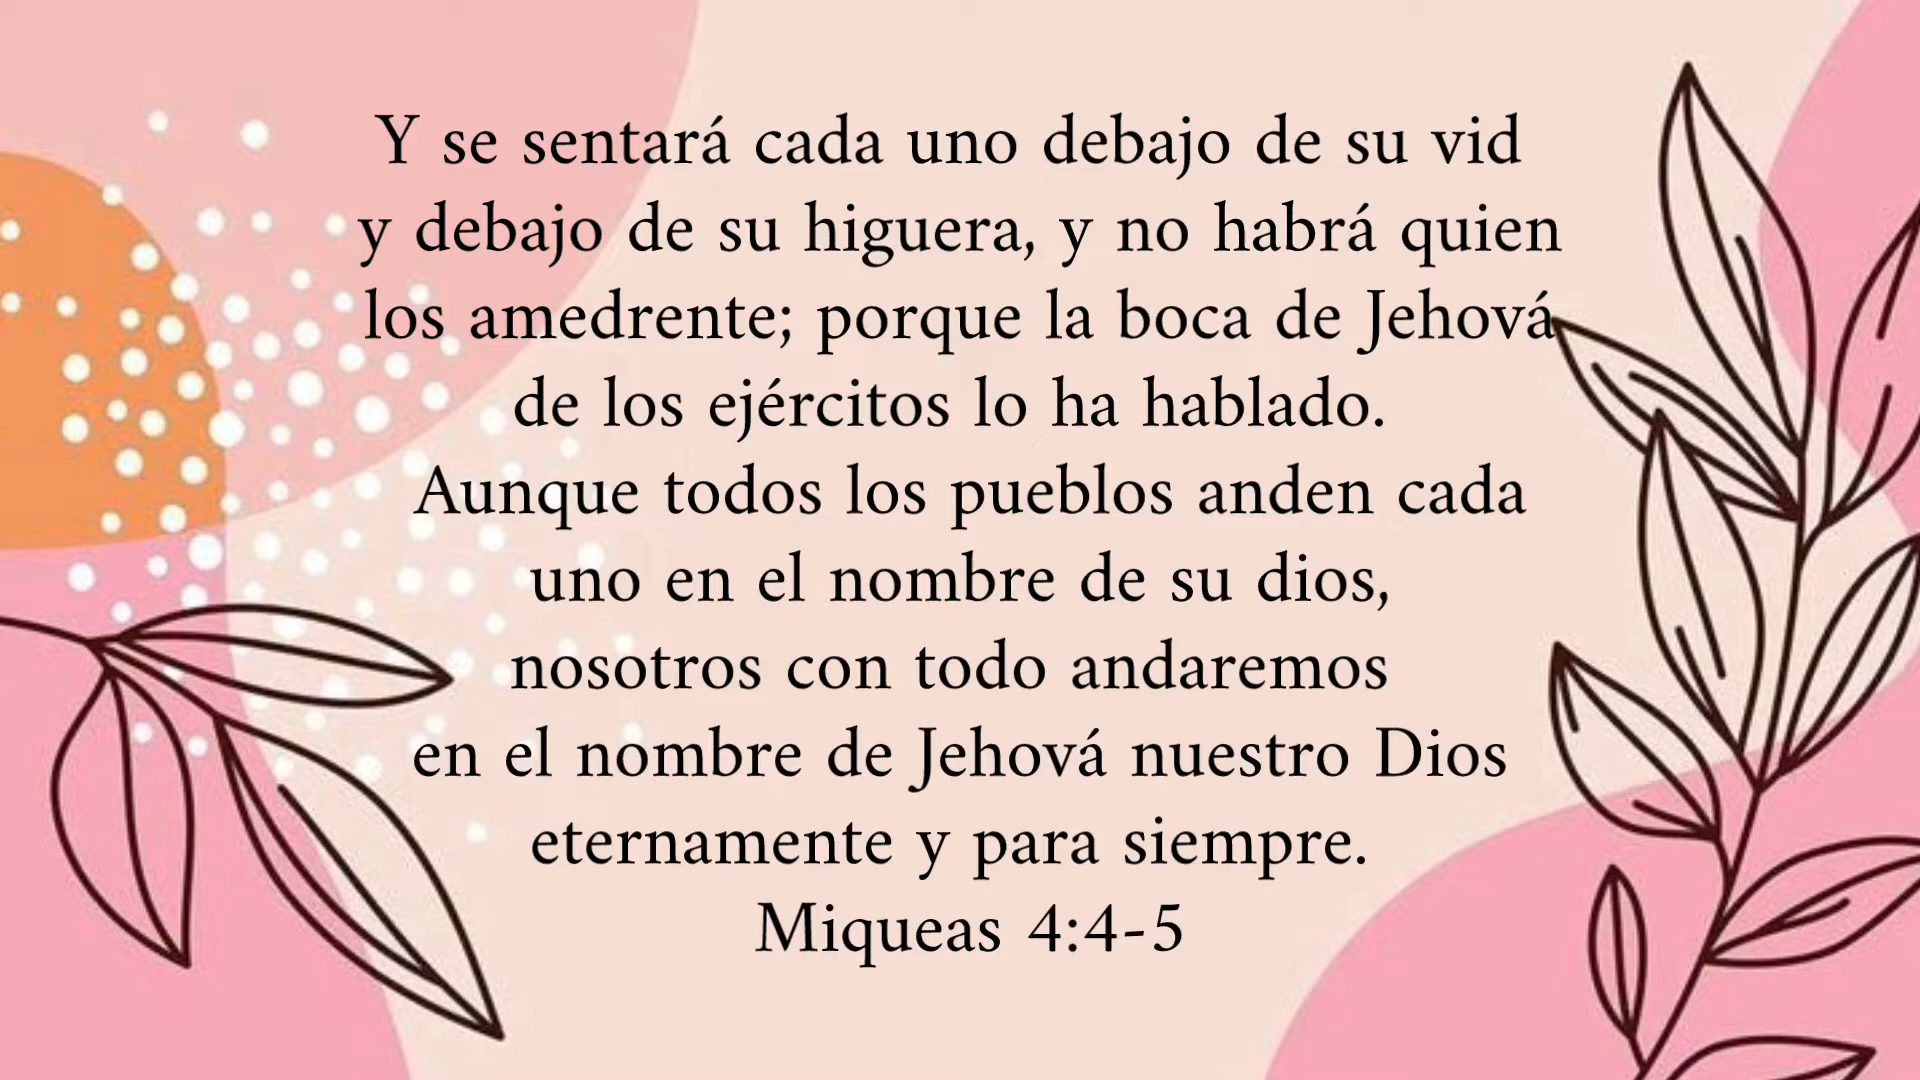 Y se sentará cada uno debajo de su vid
y debajo de su higuera, y no habrá quien
los amedrente; porque la boca de Jehová
de los ejércitos lo ha hablado.
Aunque todos los pueblos anden cada
uno en el nombre de su dios,
nosotros con todo andaremos
en el nombre de Jehová nuestro Dios
eternamente y para siempre.
Miqueas 4:4-5